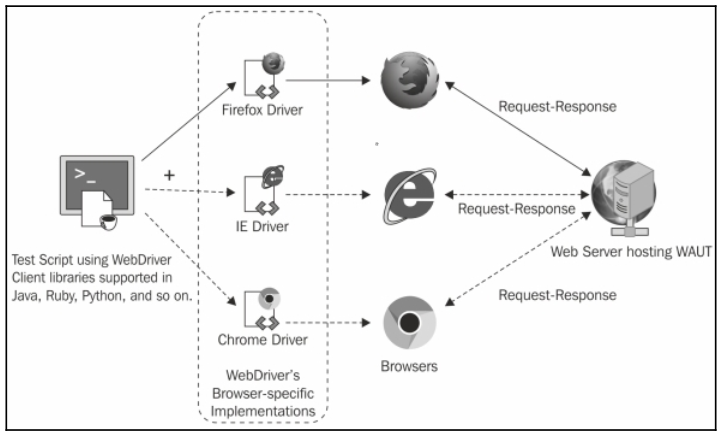 Firefox Driver
Request-Response
>_
+
IE Driver
Request-Response
Test Script using WebDriver
Client libraries supported in
Java, Ruby, Python, and so on.
Web Server hosting WAUT
Request-Response
Chrome Driver
Browsers
WebDriver's
Browser-specific
Implementations